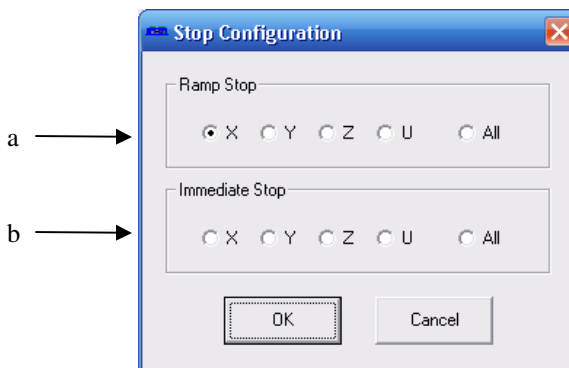 Stop Configuration
Ramp Stop
a
X Y Z U All
Immediate Stop
b
X Y Z U All
OK Cancel